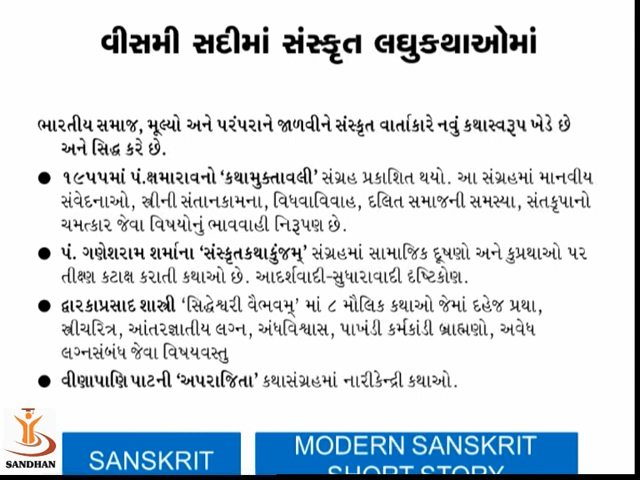 વીસમી સદીમાં સંસ્કૃત લઘુકથાઓમાં
ભારતીય સમાજ, મૂલ્યો અને પરંપરાને જાળવીને સંસ્કૃત વાર્તાકારે નવું કથાસ્વરૂપ ખેડે છે
અને સિદ્ધ કરે છે.
● ૧૯૫૫માં પં.ક્ષમારાવનો ‘કથામુક્તાવલી’ સંગ્રહ પ્રકાશિત થયો. આ સંગ્રહમાં માનવીય
સંવેદનાઓ, સ્ત્રીની સંતાનકામના, વિધવાવિવાહ, દલિત સમાજની સમસ્યા, સંતકૃપાનો
ચમત્કાર જેવા વિષયોનું ભાવવાહી નિરૂપણ છે.
● પં. ગણેશરામ શર્માના ‘સંસ્કૃતકથાકુંજમ્’ સંગ્રહમાં સામાજિક દૂષણો અને કુપ્રથાઓ પર
તીક્ષ્ણ કટાક્ષ કરાતી કથાઓ છે. આદર્શવાદી-સુધારાવાદી દૃષ્ટિકોણ.
● દ્વારકાપ્રસાદ શાસ્ત્રી ‘સિદ્ધેશ્વરી વૈભવમ્’ માં ૮ મૌલિક કથાઓ જેમાં દહેજ પ્રથા,
સ્ત્રીચરિત્ર, આંતરજ્ઞાતીય લગ્ન, અંધવિશ્વાસ, પાખંડી કર્મકાંડી બ્રાહ્મણો, અવેધ
લગ્નસંબંધ જેવા વિષયવસ્તુ
● વીણાપાણિ પાટની ‘અપરાજિતા’ કથાસંગ્રહમાં નારીકેન્દ્રી કથાઓ.
SANDHAN
SANSKRIT
MODERN SANSKRIT
SHORT STORY